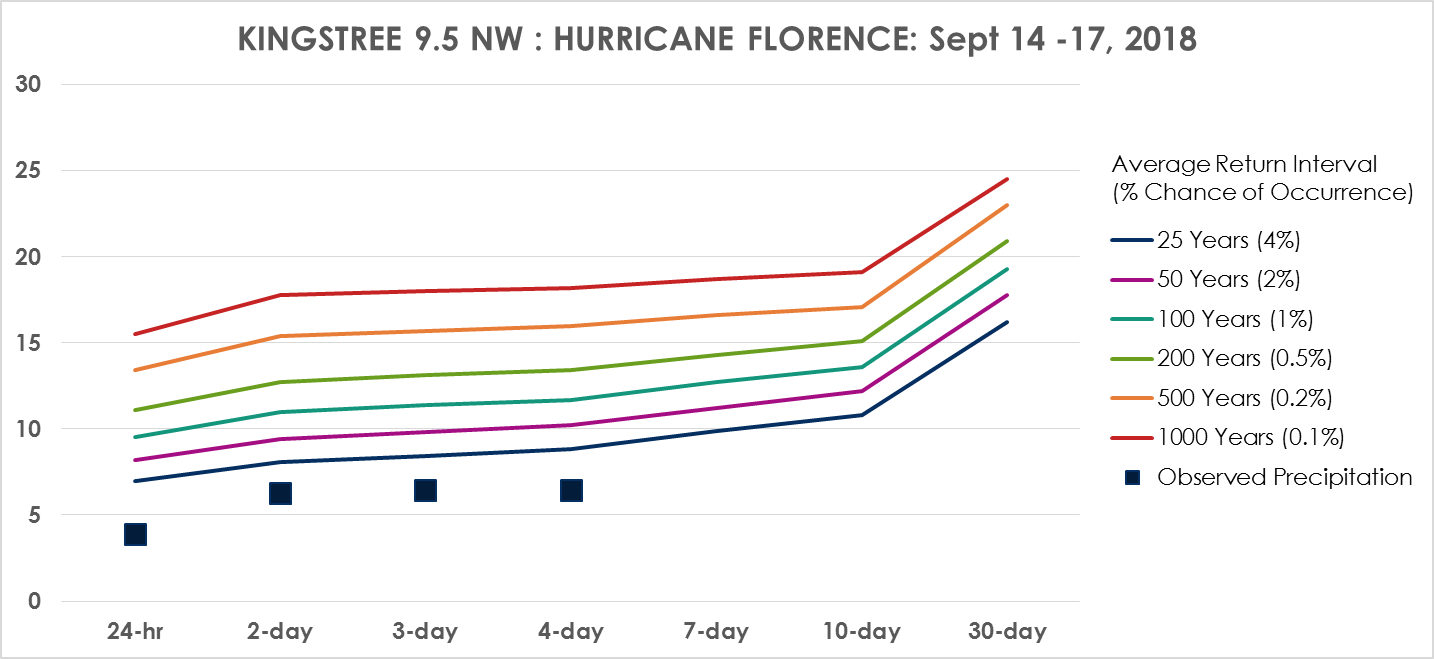 KINGSTREE 9.5 NW : HURRICANE FLORENCE: Sept 14 -17, 2018
30
25
20
15
10
5
0
24-hr
2-day
3-day
4-day
7-day
10-day
30-day
Average Return Interval
(% Chance of Occurrence)
25 Years (4%)
50 Years (2%)
100 Years (1%)
200 Years (0.5%)
500 Years (0.2%)
1000 Years (0.1%)
Observed Precipitation